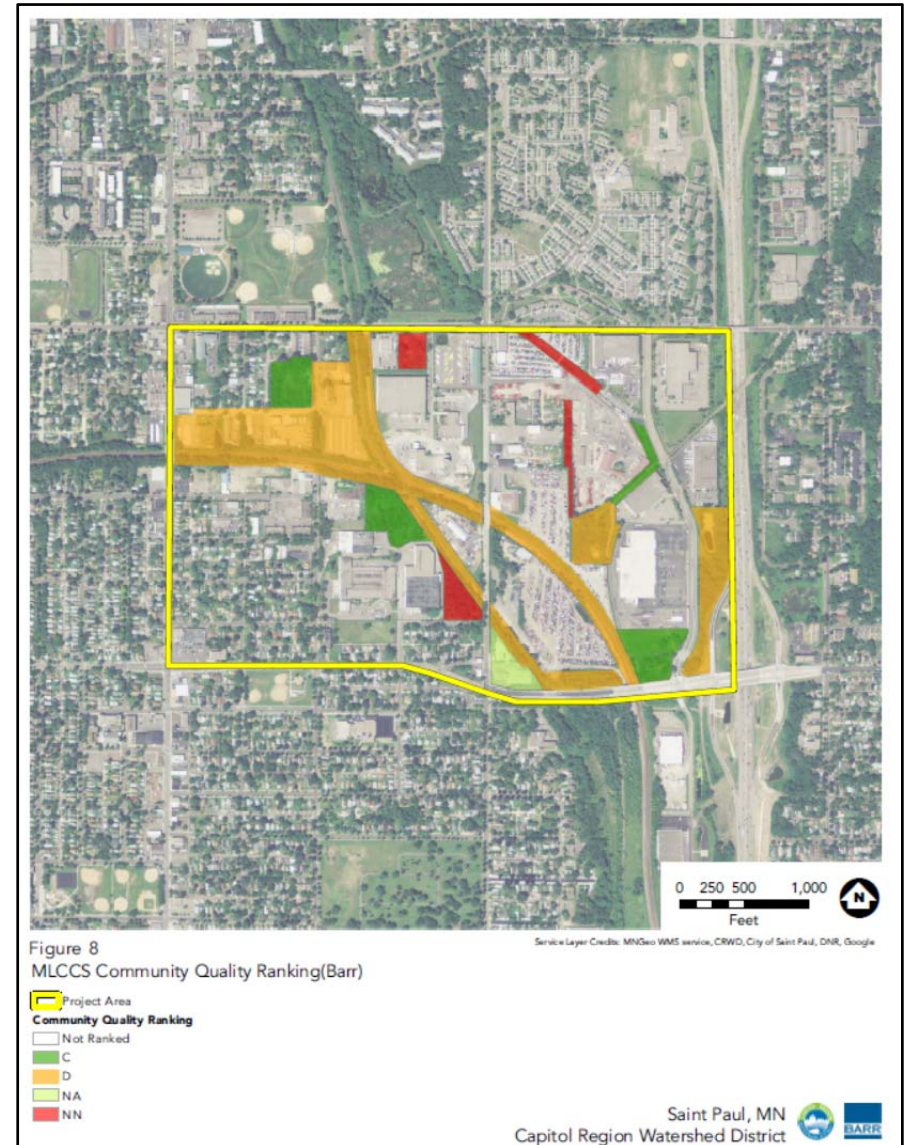 0 250 500 1,000
Feet
N
Figure 8
Service Layer Credits: MNGeo WMS service, CRWD, City of Saint Paul, DNR, Google
MLCCS Community Quality Ranking(Barr)
Project Area
Community Quality Ranking
Not Ranked
C
D
NA
NN
Saint Paul, MN
Capitol Region Watershed District
BARR